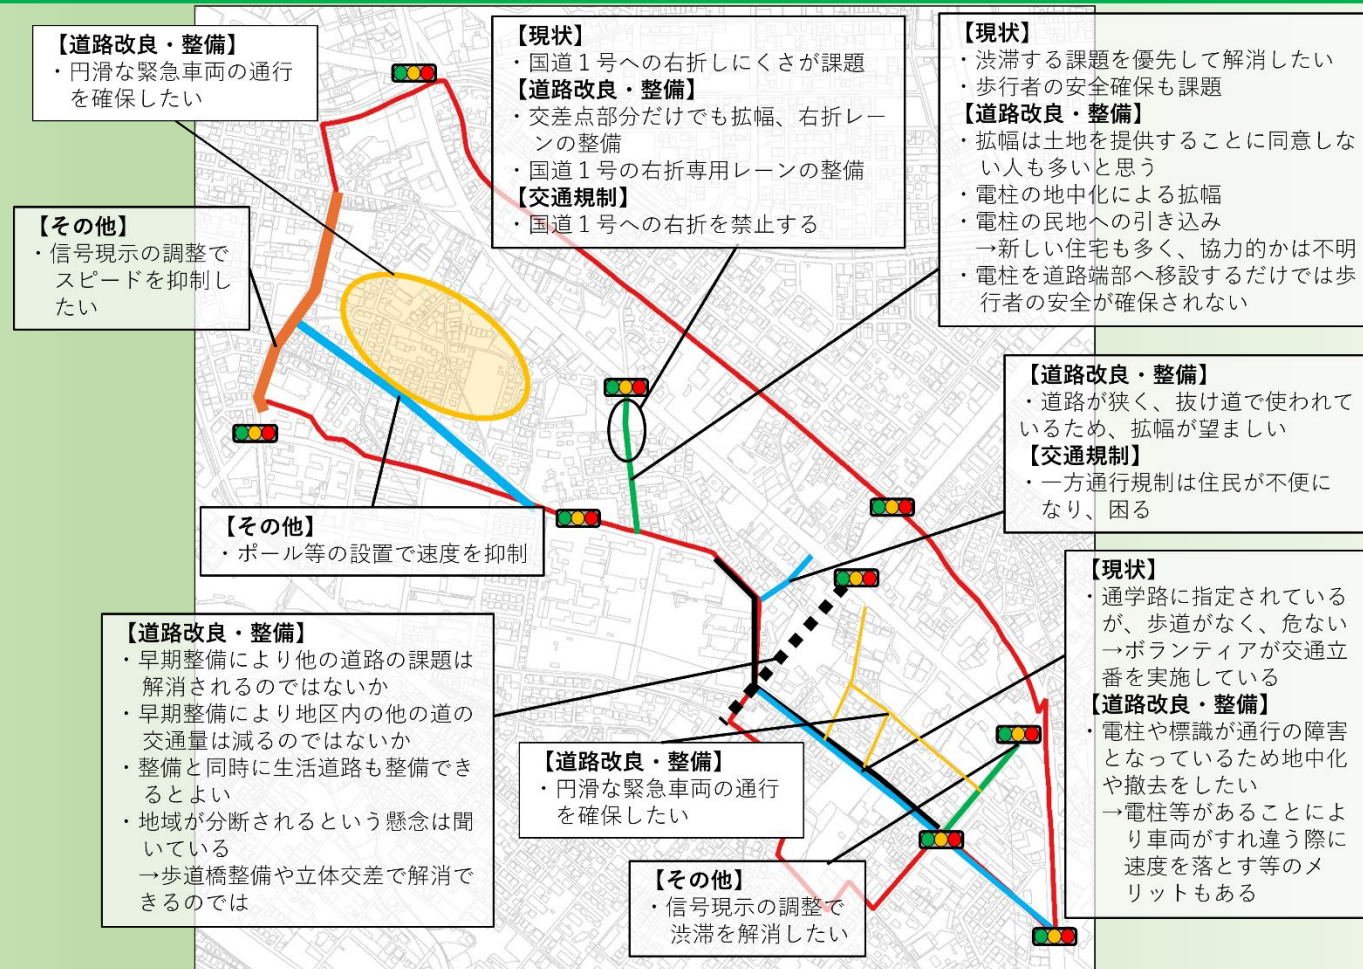 【道路改良・整備】
・円滑な緊急車両の通行
を確保したい
【現状】
・国道１号への右折しにくさが課題
【道路改良・整備】
・交差点部分だけでも拡幅、右折レー
ンの整備
・国道１号の右折専用レーンの整備
【交通規制】
・国道１号への右折を禁止する
【現状】
・渋滞する課題を優先して解消したい
・歩行者の安全確保も課題
【道路改良・整備】
・拡幅は土地を提供することに同意しな
い人も多いと思う
・電柱の地中化による拡幅
・電柱の民地への引き込み
→新しい住宅も多く、協力的かは不明
・電柱を道路端部へ移設するだけでは歩
行者の安全が確保されない
【その他】
・信号現示の調整で
スピードを抑制し
たい
【道路改良・整備】
・道路が狭く、抜け道で使われて
いるため、拡幅が望ましい
【交通規制】
・一方通行規制は住民が不便に
なり、困る
【その他】
・ポール等の設置で速度を抑制
【現状】
・通学路に指定されている
が、歩道がなく、危ない
→ボランティアが交通立
番を実施している
【道路改良・整備】
・電柱や標識が通行の障害
となっているため地中化
や撤去をしたい
→電柱等があることによ
り車両がすれ違う際に
速度を落とす等のメ
リットもある
【道路改良・整備】
・早期整備により他の道路の課題は
解消されるのではないか
・早期整備により地区内の他の道の
交通量は減るのではないか
・整備と同時に生活道路も整備でき
るとよい
・地域が分断されるという懸念は聞
いている
→歩道橋整備や立体交差で解消で
きるのでは
【道路改良・整備】
・円滑な緊急車両の通行
を確保したい
【その他】
・信号現示の調整で
渋滞を解消したい